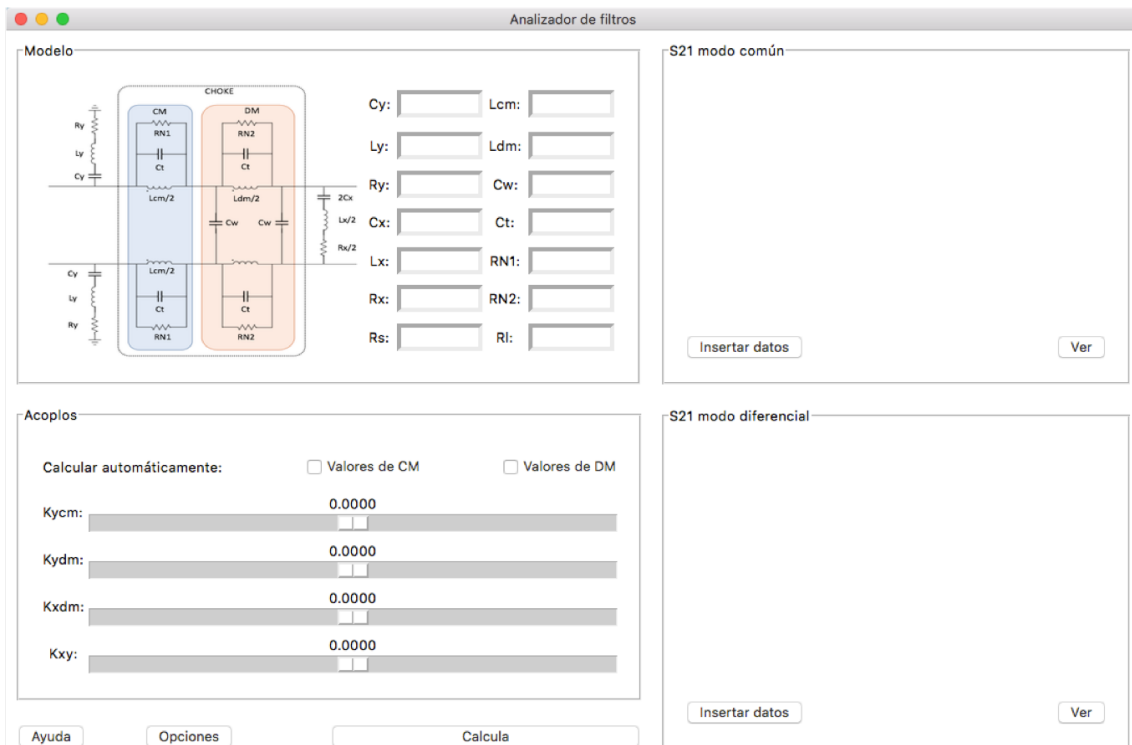 Analizador de filtros
Modelo
CHOKE
CM
DM
Ry
RN1
RN2
Ly
Ct
Ct
Cy
Lcm/2
Ldm/2
2Cx
Cw
Cw
Lx/2
Rx/2
Cy
Lcm/2
Ly
Ct
Ct
Ry
RN1
RN2
Cy: Lcm:
Ly: Ldm:
Ry: Cw:
Cx: Ct:
Lx: RN1:
Rx: RN2:
Rs: Rl:
S21 modo común
Insertar datos Ver
Acoplos
Calcular automáticamente: Valores de CM Valores de DM
0.0000
Kycm:
0.0000
Kydm:
0.0000
Kxdm:
0.0000
Kxy:
S21 modo diferencial
Insertar datos Ver
Ayuda Opciones Calcula